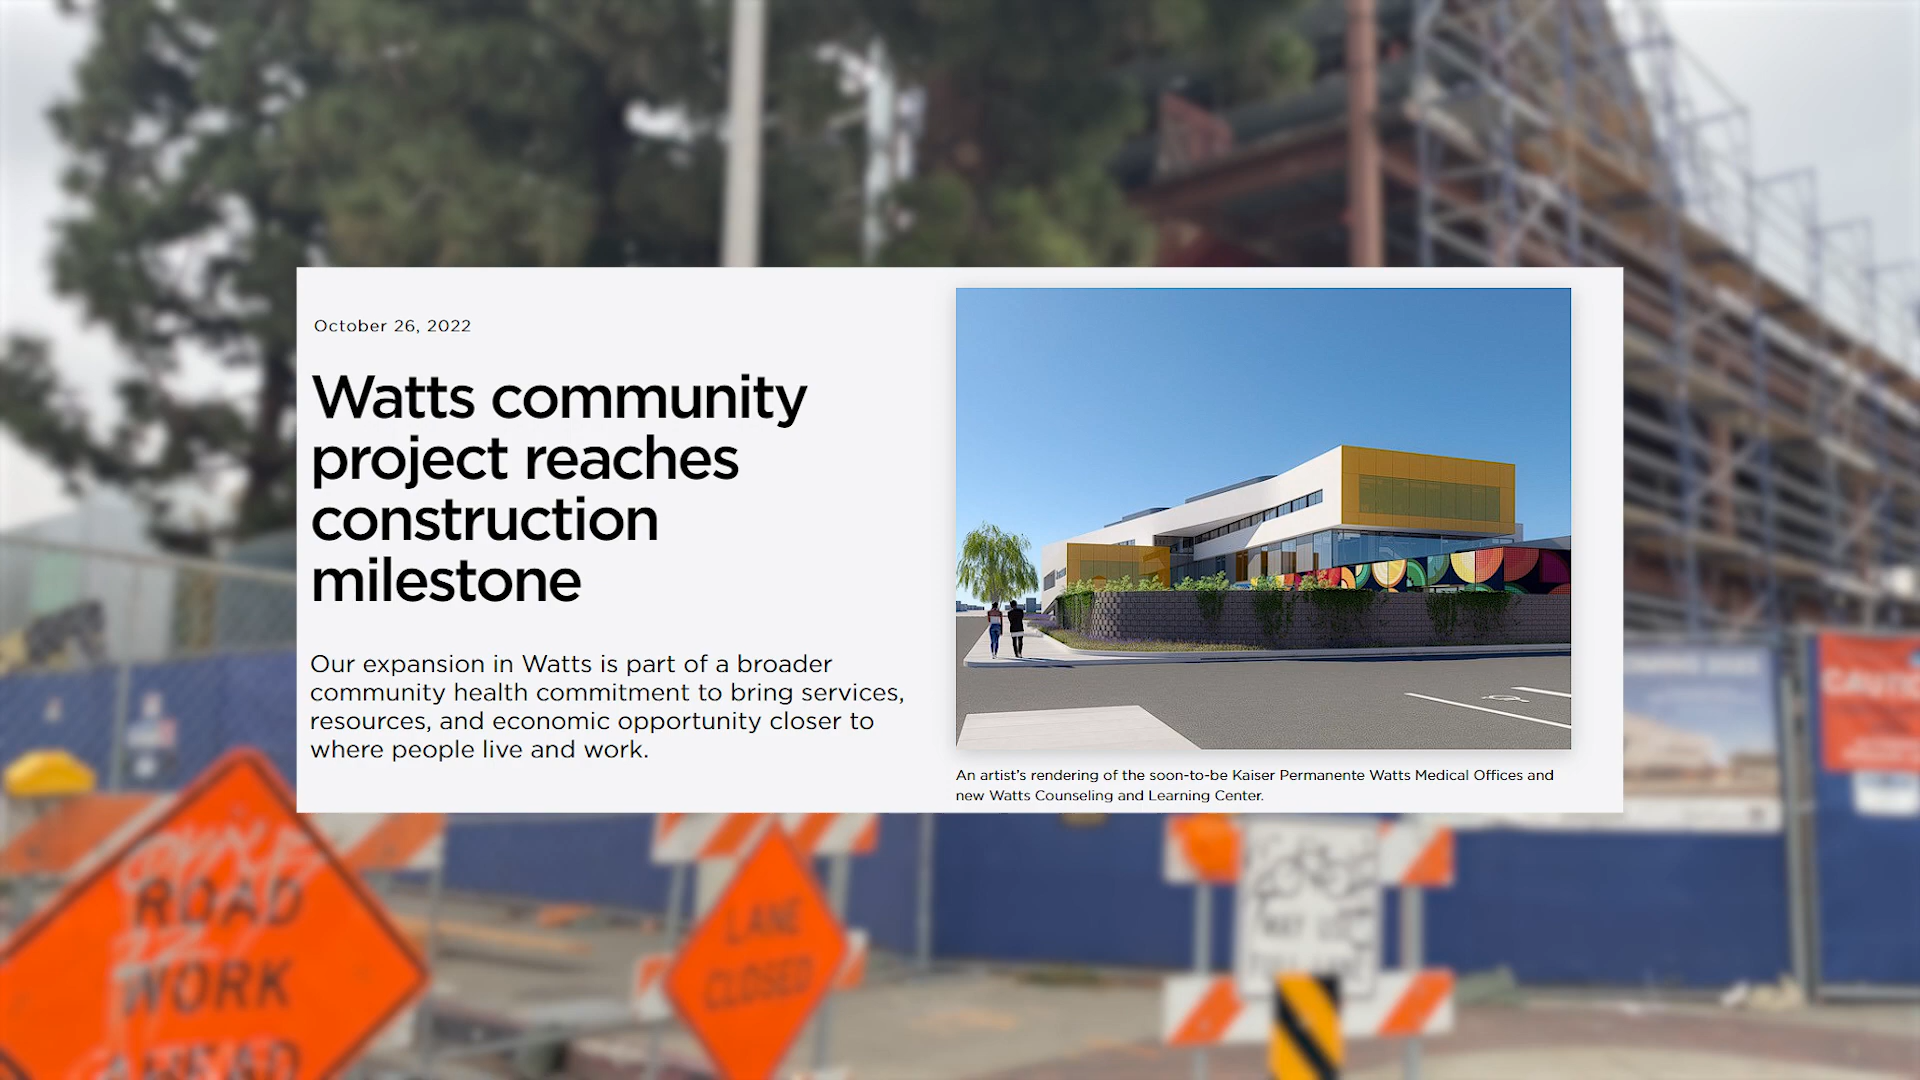 October 26, 2022
Watts community
project reaches
construction
milestone
Our expansion in Watts is part of a broader
community health commitment to bring services,
resources, and economic opportunity closer to
where people live and work.
An artist's rendering of the soon-to-be Kaiser Permanente Watts Medical Offices and
new Watts Counseling and Learning Center.
ROAD
WORK
AHEAD
LANE
CLOSED